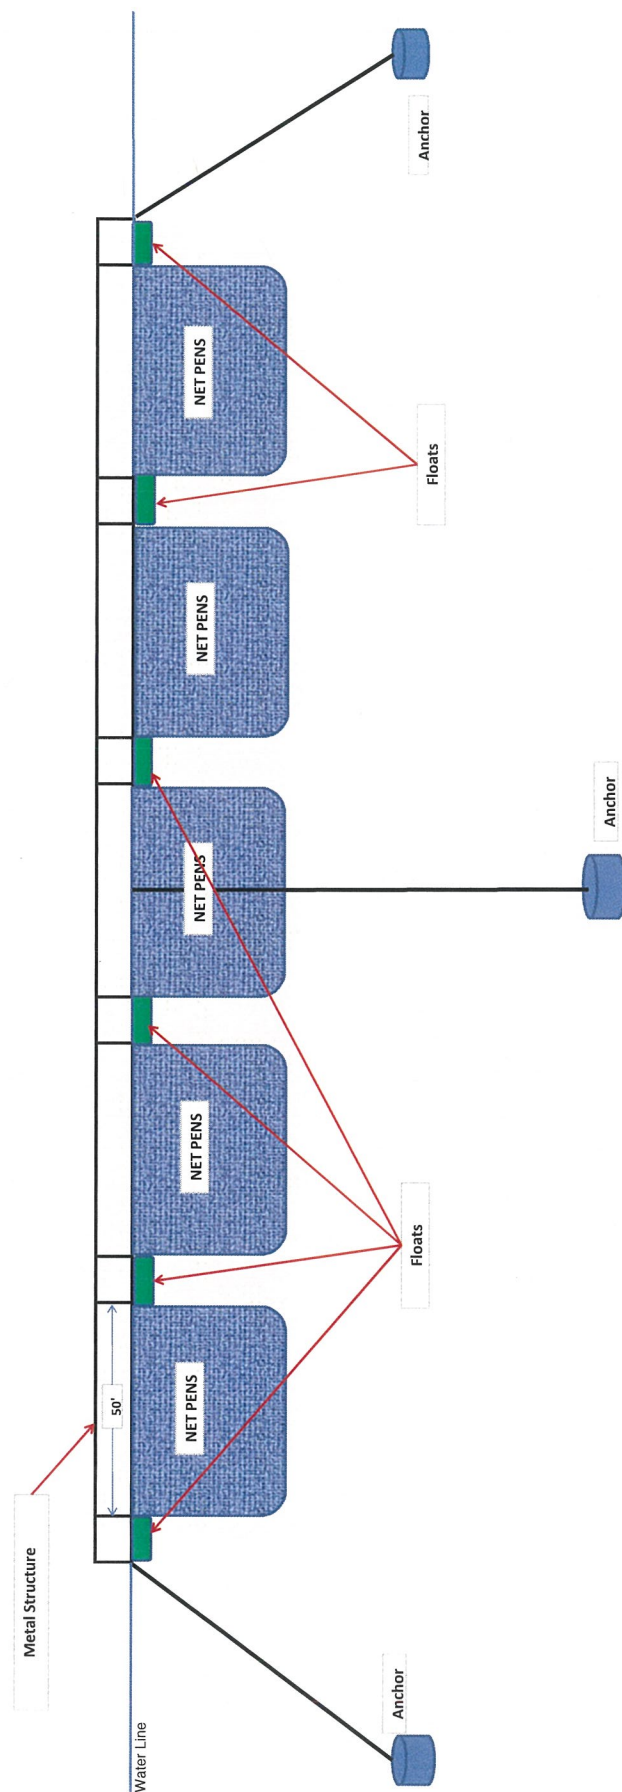 Metal Structure
50'
Water Line
NET PENS
NET PENS
NET PENS
NET PENS
NET PENS
Floats
Floats
Anchor
Anchor
Anchor